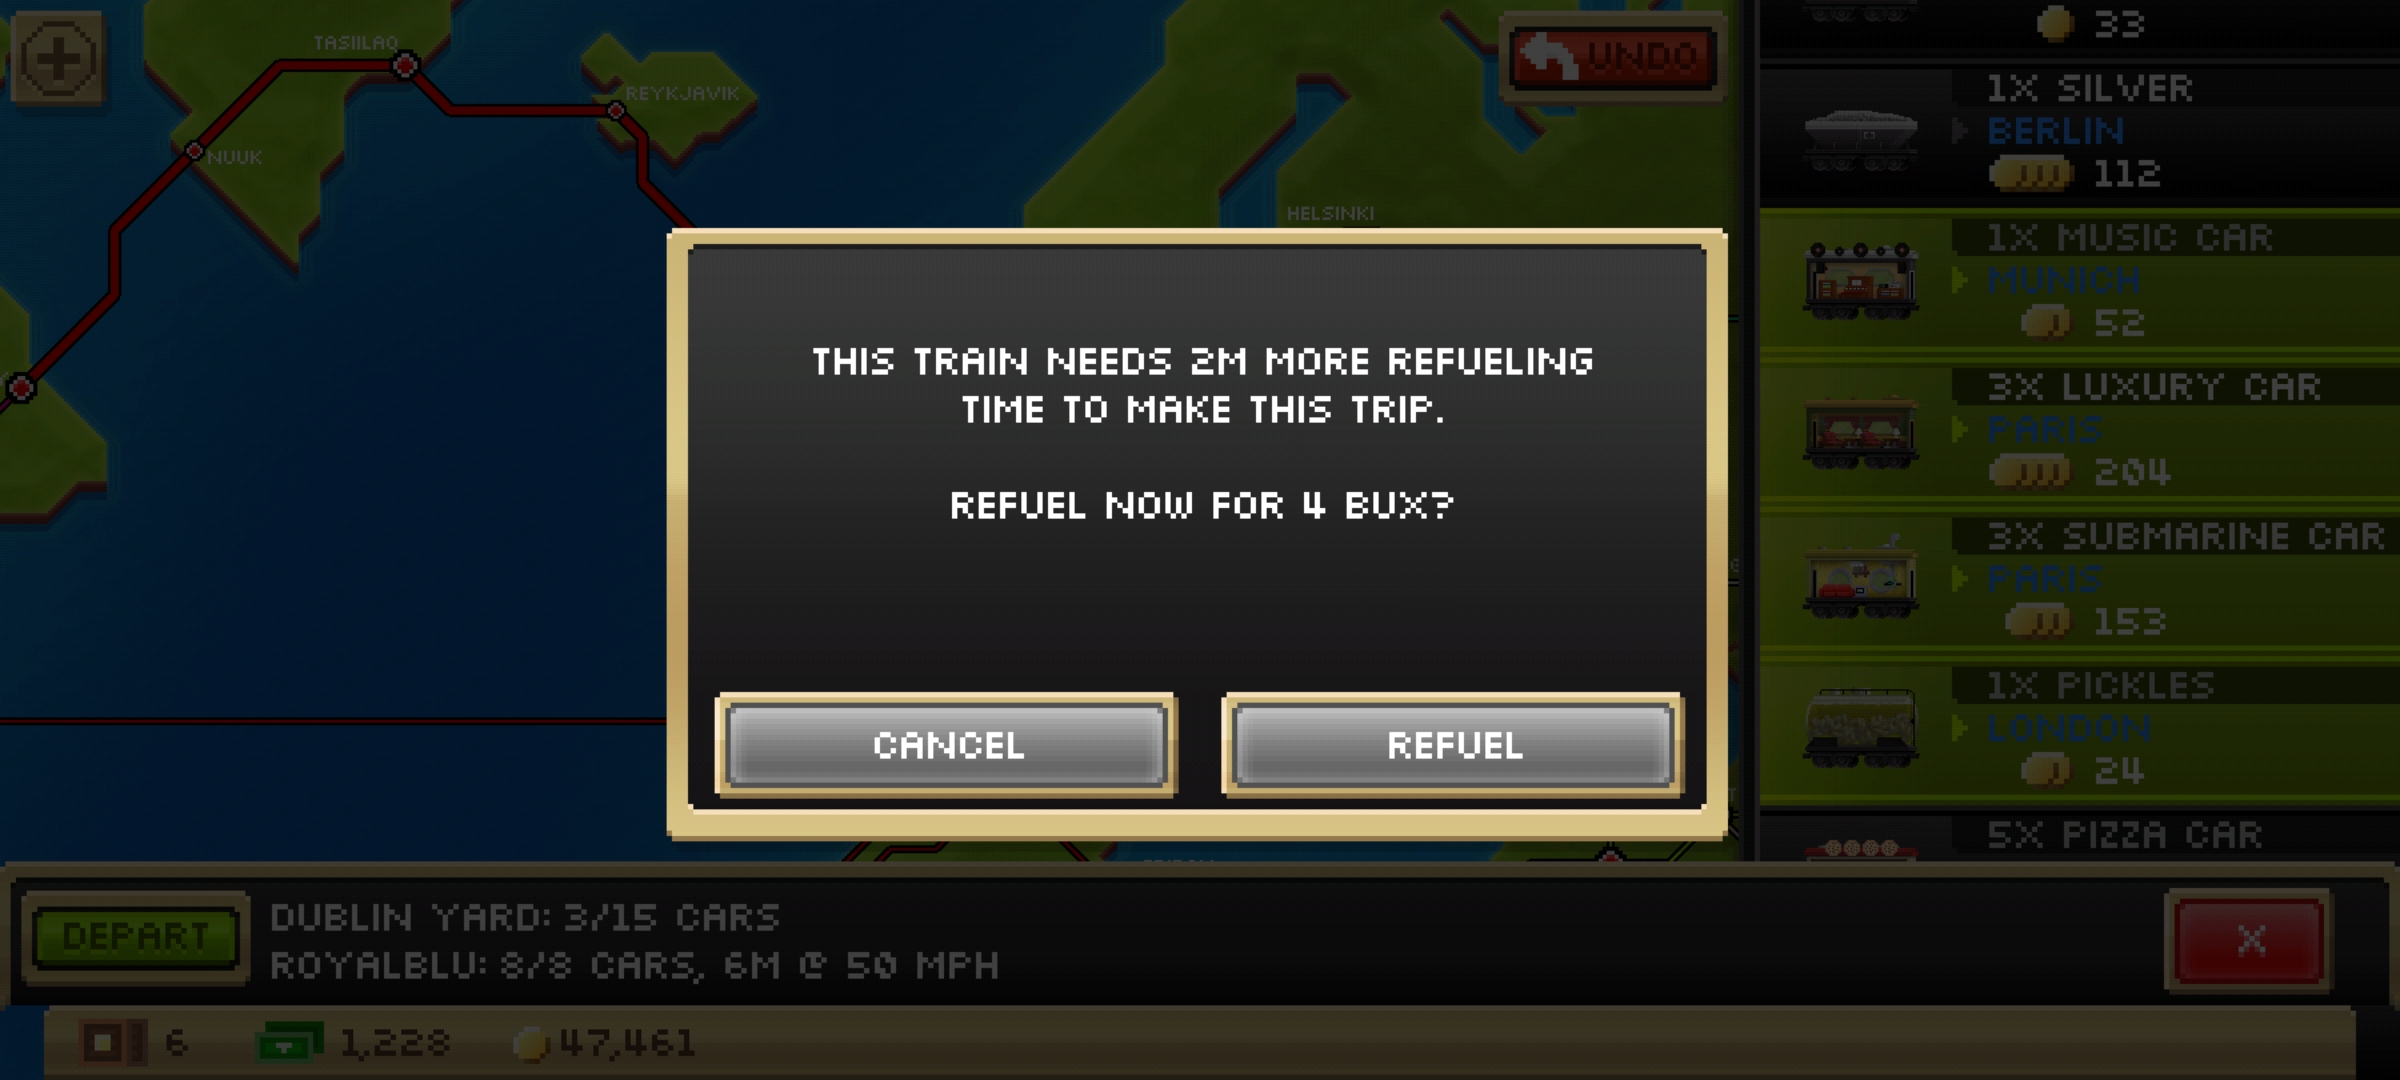 TASIILAQ
REYKJAVIK
NUUK
HELSINKI
UNDO
33
1X SILVER
BERLIN
112
1X MUSIC CAR
MUNICH
52
3X LUXURY CAR
PARIS
204
3X SUBMARINE CAR
PARIS
153
1X PICKLES
LONDON
24
5X PIZZA CAR
THIS TRAIN NEEDS 2M MORE REFUELING
TIME TO MAKE THIS TRIP.
REFUEL NOW FOR 4 BUX?
CANCEL
REFUEL
DEPART
DUBLIN YARD: 3/15 CARS
ROYALBLU: 8/8 CARS, 6M @ 50 MPH
X
6
1,228
47,461